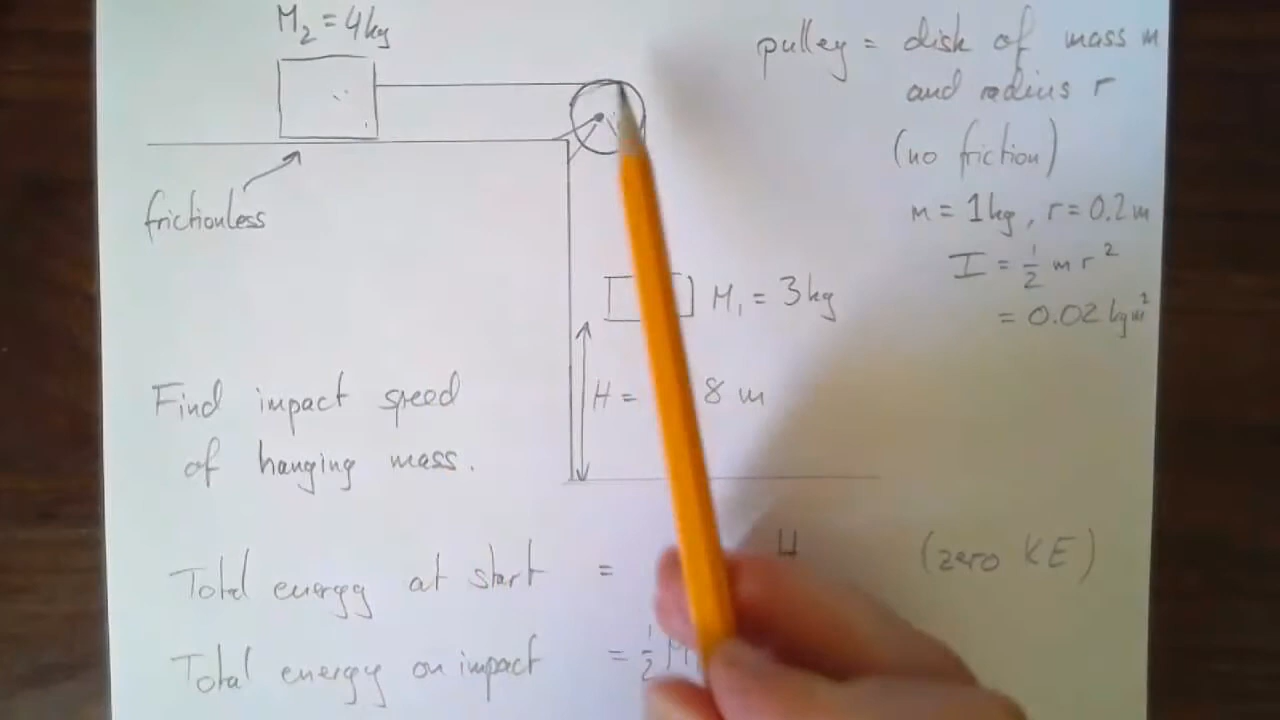 M₂ = 4kg
pulley = disk of mass m
and radius r
(no friction)
m = 1kg, r = 0.2 m
I = ½ m r²
= 0.02 kgm²
frictionless
M₁ = 3kg
H = 8 m
Find impact speed
of hanging mass.
Total energy at start = H (zero KE)
Total energy on impact = ½ M